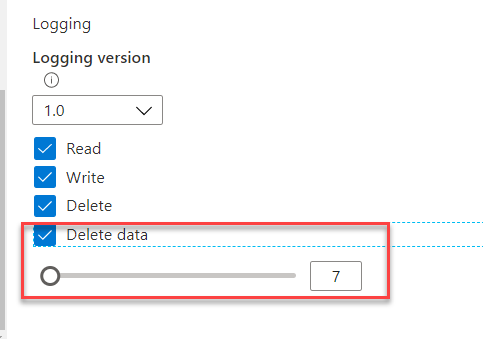 Logging
Logging version
1.0
Read
Write
Delete
Delete data
7